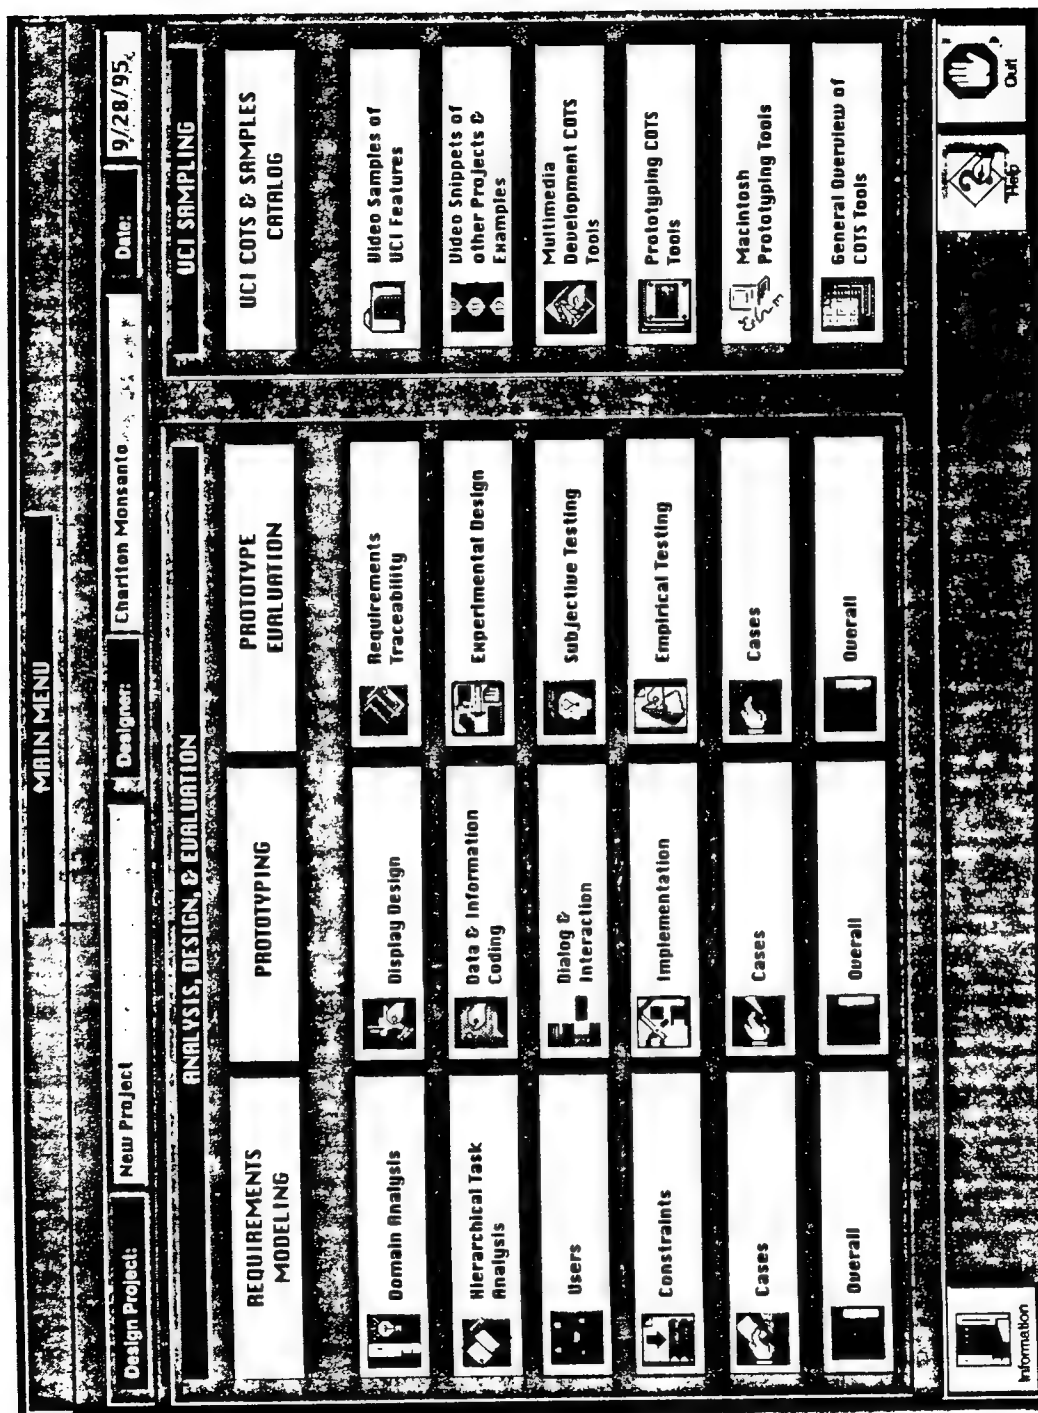 MAIN MENU
Design Project:
New Project
Designer:
Charlton Monsanto
Date:
9/28/95
ANALYSIS, DESIGN, & EVALUATION
REQUIREMENTS
MODELING
Domain Analysis
Hierarchical Task
Analysis
Users
Constraints
Cases
Overall
PROTOTYPING
Display Design
Data & Information
Coding
Dialog &
Interaction
Implementation
Cases
Overall
PROTOTYPE
EVALUATION
Requirements
Traceability
Experimental Design
Subjective Testing
Empirical Testing
Cases
Overall
UCI SAMPLING
UCI COTS & SAMPLES
CATALOG
Video Samples of
UCI Features
Video Snippets of
other Projects &
Examples
Multimedia
Development COTS
Tools
Prototyping COTS
Tools
Macintosh
Prototyping Tools
General Overview of
COTS Tools
Information
Help
Quit